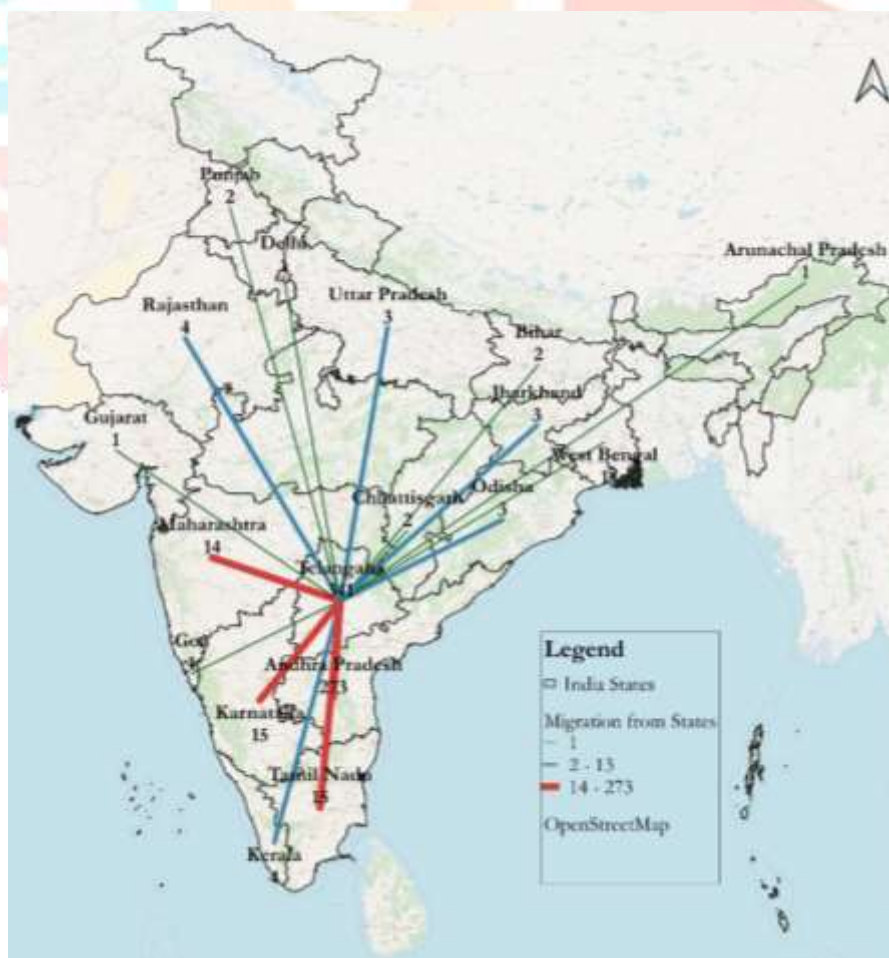 Punjab
2
Delhi
Arunachal Pradesh
1
Rajasthan
4
Uttar Pradesh
3
Bihar
2
Jharkhand
3
Gujarat
1
West Bengal
Odisha
Chhattisgarh
2
Maharashtra
14
Telangana
Goa
Andhra Pradesh
273
Karnataka
15
Tamil Nadu
15
Kerala
Legend
India States
Migration from States
1
2 - 13
14 - 273
OpenStreetMap